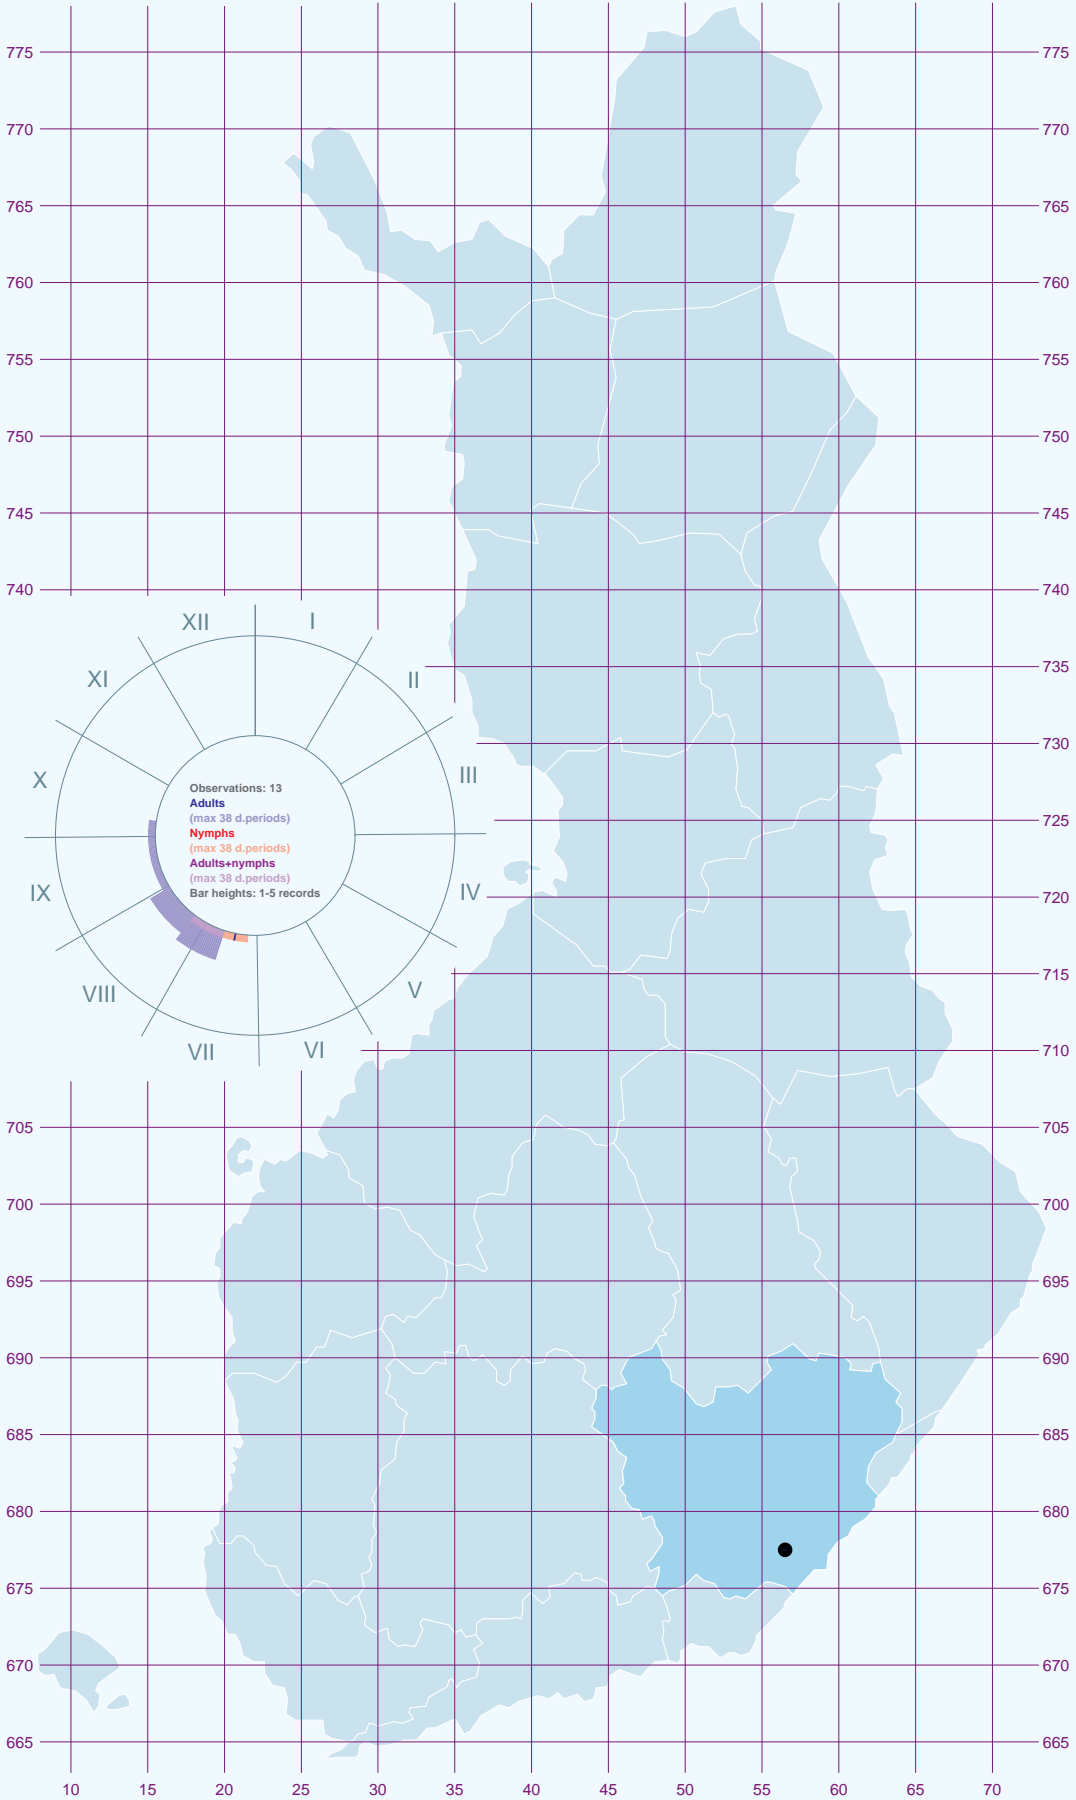 775 775
770 770
765 765
760 760
755 755
750 750
745 745
740 740
XII I
XI II
735
730
X III
Observations: 13
Adults
(max 38 d.periods)
725
Nymphs
(max 38 d.periods)
Adults+nymphs
(max 38 d.periods)
Bar heights: 1-5 records
IX IV
720
715
VIII V
VII VI
710
705 705
700 700
695 695
690 690
685 685
680 680
675 675
670 670
665 665
10 15 20 25 30 35 40 45 50 55 60 65 70